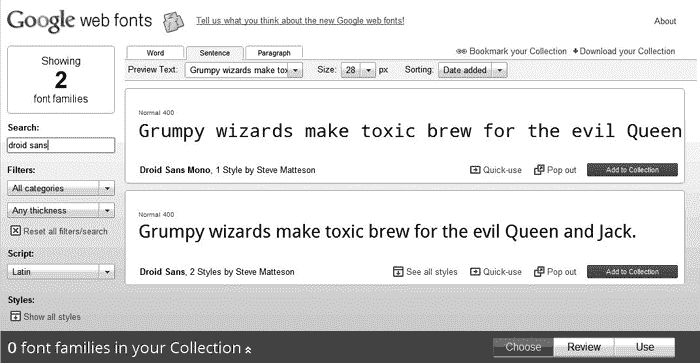 Google web fonts
Tell us what you think about the new Google web fonts!
About
Showing
2
font families
Search:
droid sans
Filters:
All categories
Any thickness
Reset all filters/search
Script:
Latin
Styles:
Show all styles
Word Sentence Paragraph
Bookmark your Collection Download your Collection
Preview Text: Grumpy wizards make tox Size: 28 px Sorting: Date added
Normal 400
Grumpy wizards make toxic brew for the evil Queen
Droid Sans Mono, 1 Style by Steve Matteson Quick-use Pop out Add to Collection
Normal 400
Grumpy wizards make toxic brew for the evil Queen and Jack.
Droid Sans, 2 Styles by Steve Matteson See all styles Quick-use Pop out Add to Collection
0 font families in your Collection Choose Review Use